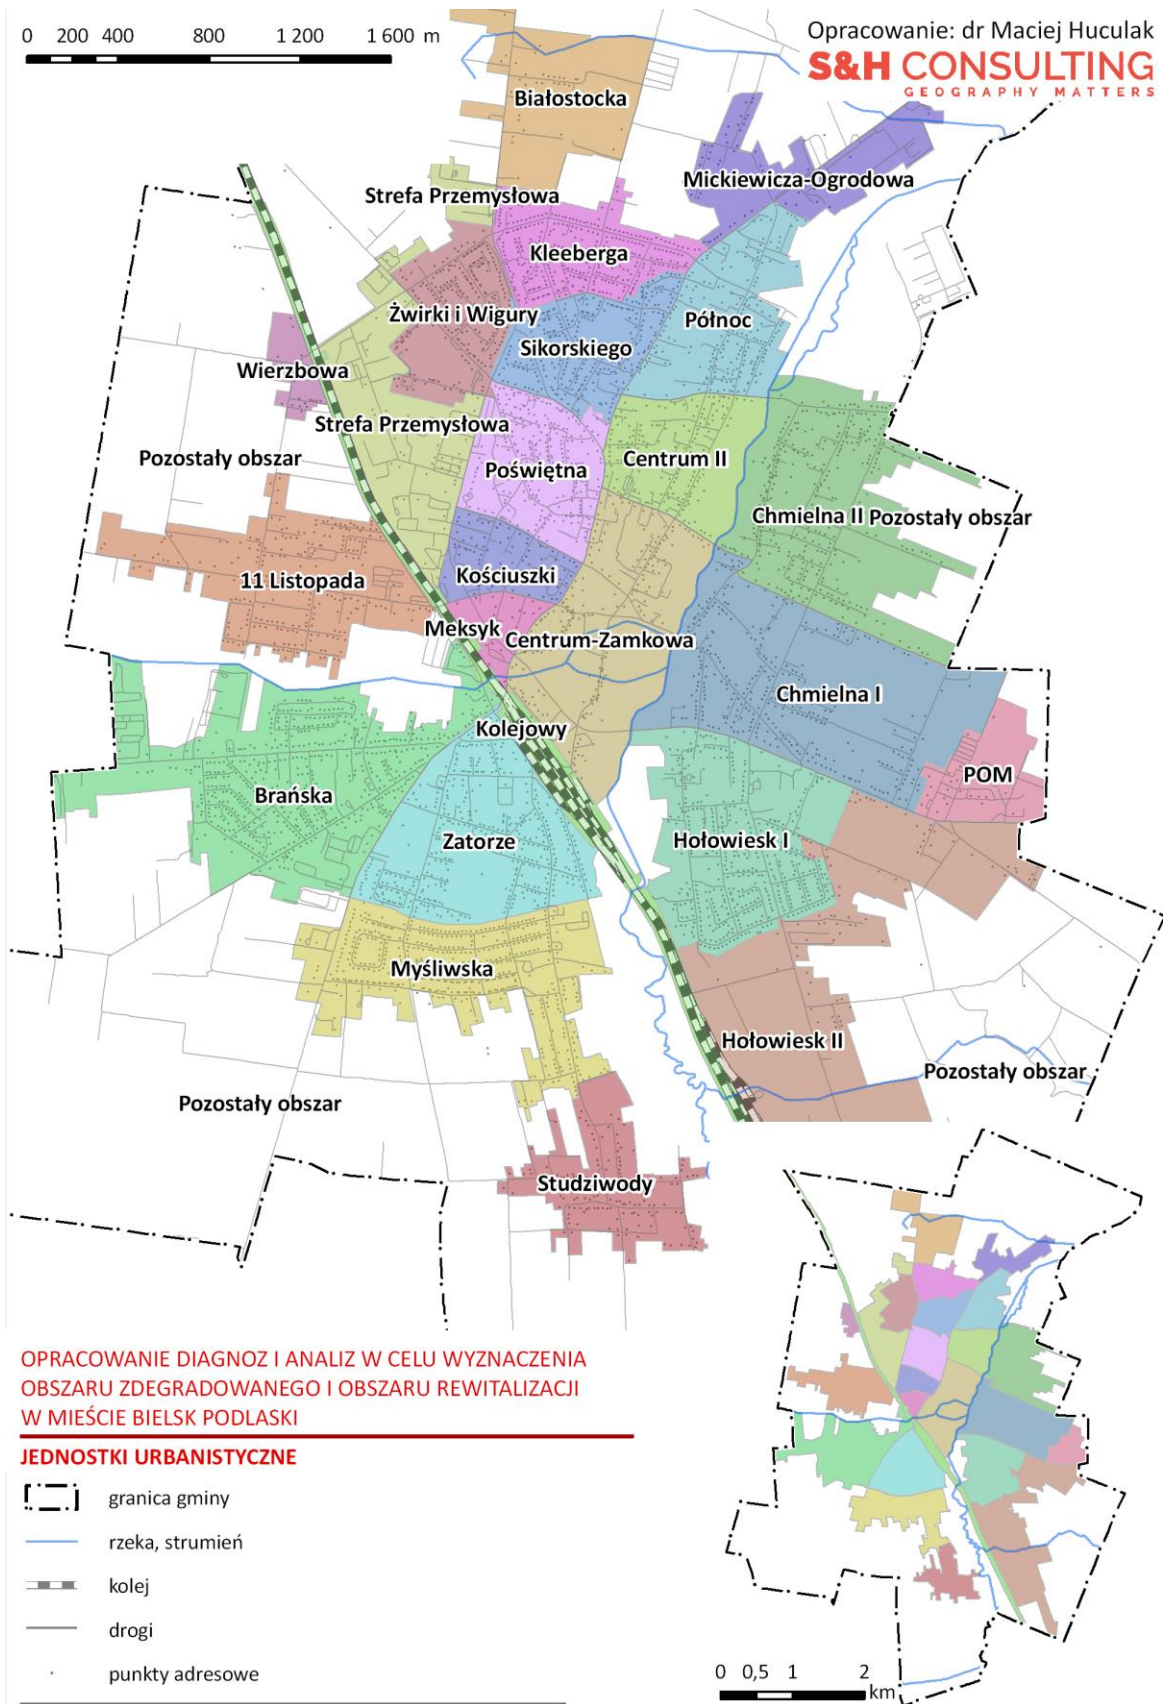 0 200 400 800 1 200 1 600 m
Opracowanie: dr Maciej Huculak
S&H CONSULTING
GEOGRAPHY MATTERS
Białostocka
Mickiewicza-Ogrodowa
Strefa Przemysłowa
Kleeberga
Żwirki i Wigury
Północ
Sikorskiego
Wierzbowa
Strefa Przemysłowa
Pozostały obszar
Poświętna
Centrum II
Chmielna II
Pozostały obszar
11 Listopada
Kościuszki
Meksyk
Centrum-Zamkowa
Chmielna I
Kolejowy
POM
Brańska
Zatorze
Hołowiesk I
Myśliwska
Hołowiesk II
Pozostały obszar
Pozostały obszar
Studziwody
OPRACOWANIE DIAGNOZ I ANALIZ W CELU WYZNACZENIA
OBSZARU ZDEGRADOWANEGO I OBSZARU REWITALIZACJI
W MIEŚCIE BIELSK PODLASKI
JEDNOSTKI URBANISTYCZNE
granica gminy
rzeka, strumień
kolej
drogi
punkty adresowe
0 0,5 1 2
km